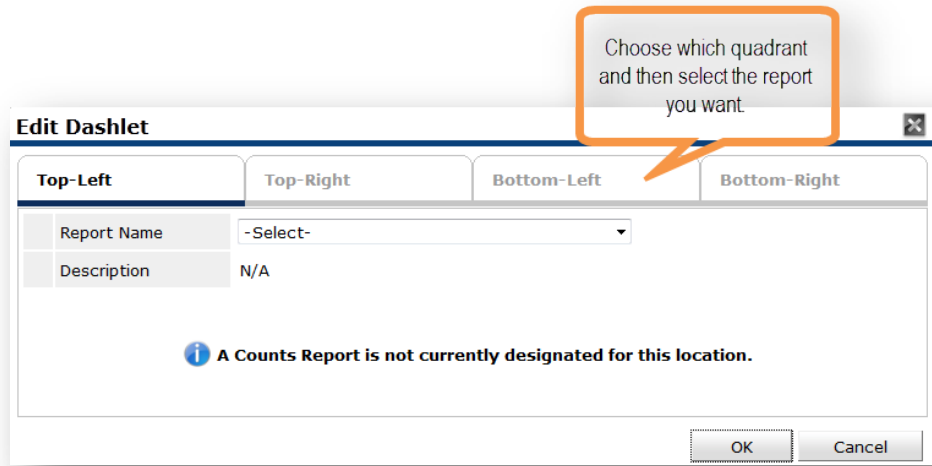 Choose which quadrant
and then select the report
you want.
Edit Dashlet
Top-Left Top-Right Bottom-Left Bottom-Right
Report Name -Select-
Description N/A
A Counts Report is not currently designated for this location.
OK Cancel